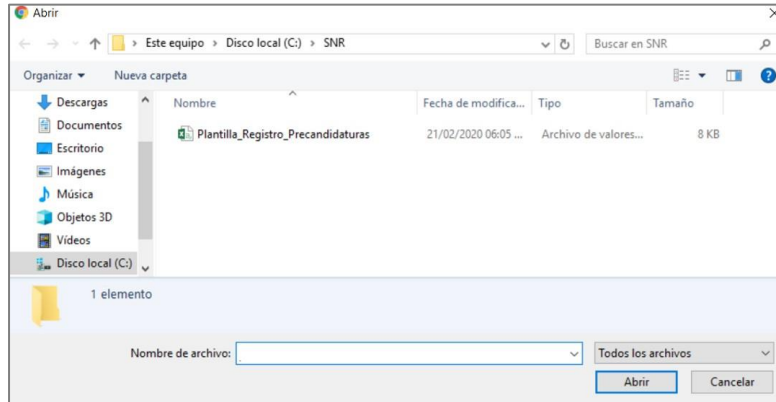 Abrir
Este equipo > Disco local (C:) > SNR
Buscar en SNR
Organizar
Nueva carpeta
Nombre
Fecha de modifica...
Tipo
Tamaño
Descargas
Documentos
Escritorio
Imágenes
Música
Objetos 3D
Vídeos
Disco local (C:)
Plantilla_Registro_Precandidaturas
21/02/2020 06:05 ...
Archivo de valores...
8 KB
1 elemento
Nombre de archivo:
Todos los archivos
Abrir
Cancelar